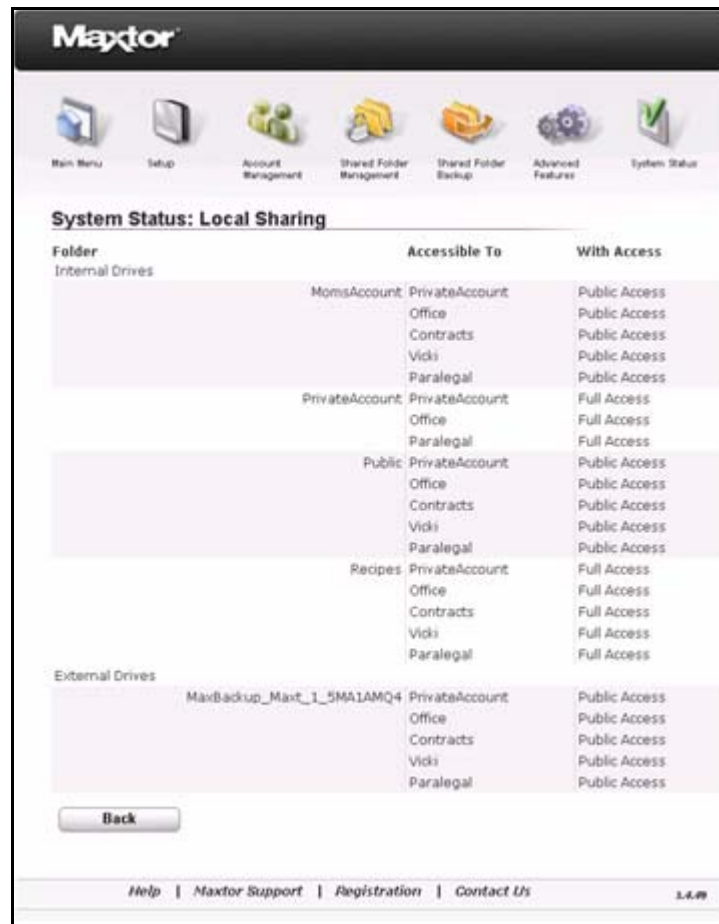 Maxtor
Main Menu
Setup
Account Management
Shared Folder Management
Shared Folder Backup
Advanced Features
System Status
System Status: Local Sharing
Folder Accessible To With Access
Internal Drives
MomsAccount PrivateAccount Public Access
Office Public Access
Contracts Public Access
Vicki Public Access
Paralegal Public Access
PrivateAccount PrivateAccount Full Access
Office Full Access
Paralegal Full Access
Public PrivateAccount Public Access
Office Public Access
Contracts Public Access
Vicki Public Access
Paralegal Public Access
Recipes PrivateAccount Full Access
Office Full Access
Contracts Full Access
Vicki Full Access
Paralegal Full Access
External Drives
MaxBackup_Maxt_1_5MA1AMQ4 PrivateAccount Public Access
Office Public Access
Contracts Public Access
Vicki Public Access
Paralegal Public Access
Back
Help | Maxtor Support | Registration | Contact Us